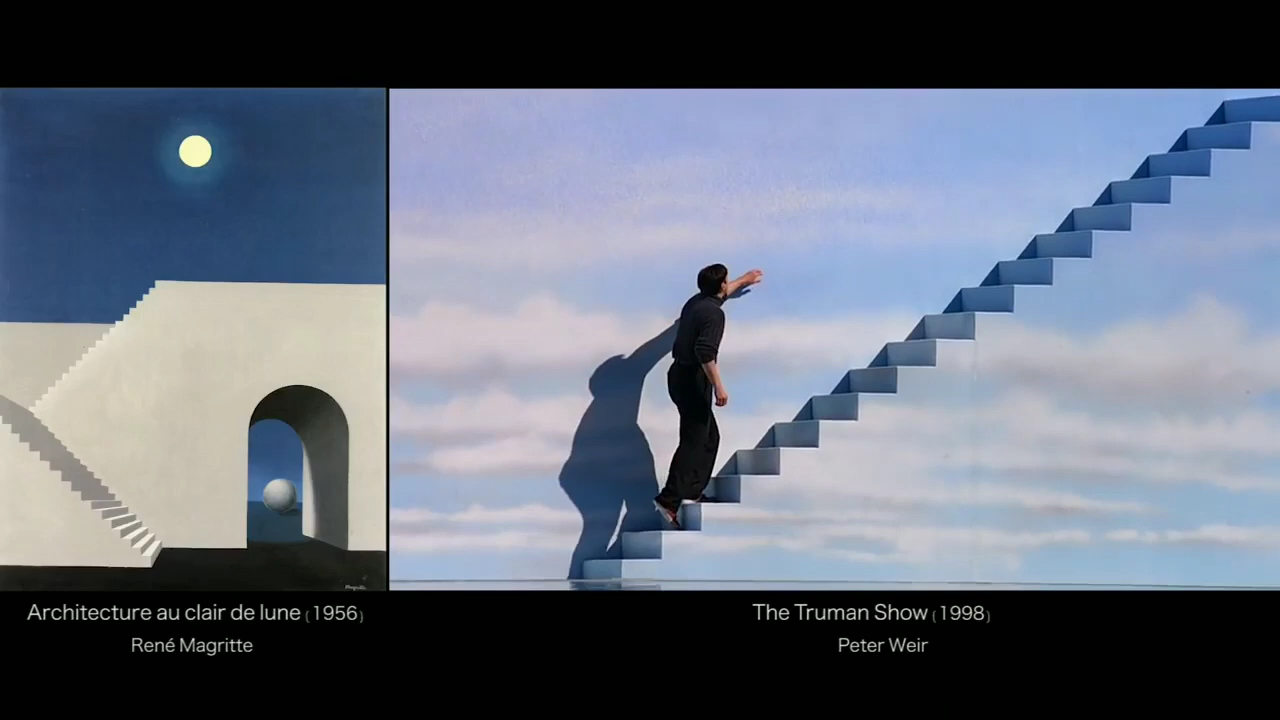 Architecture au clair de lune (1956)
René Magritte
The Truman Show (1998)
Peter Weir